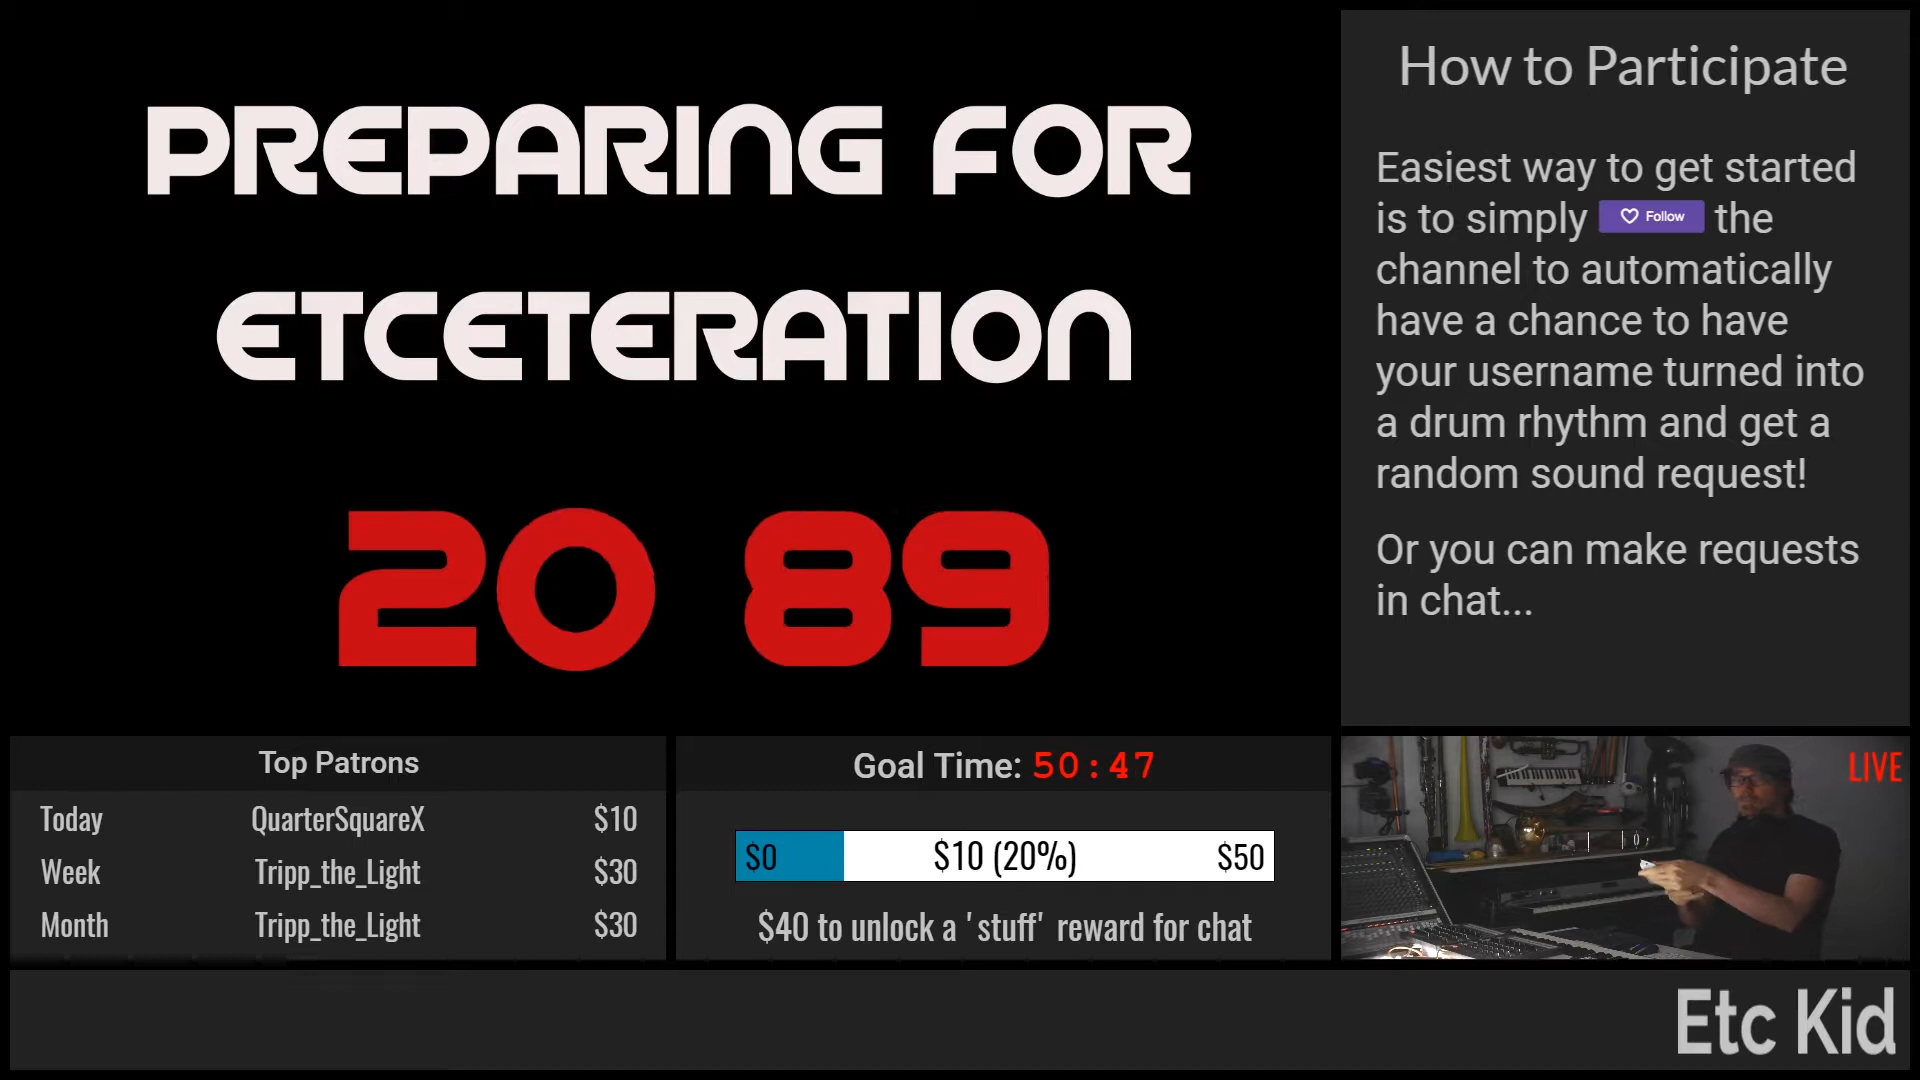 PREPARING FOR
ETCETERATION
20 89
How to Participate
Easiest way to get started
is to simply Follow the
channel to automatically
have a chance to have
your username turned into
a drum rhythm and get a
random sound request!
Or you can make requests
in chat...
Top Patrons
Today QuarterSquareX $10
Week Tripp_the_Light $30
Month Tripp_the_Light $30
Goal Time: 50:47
$0 $10 (20%) $50
$40 to unlock a 'stuff' reward for chat
LIVE
Etc Kid